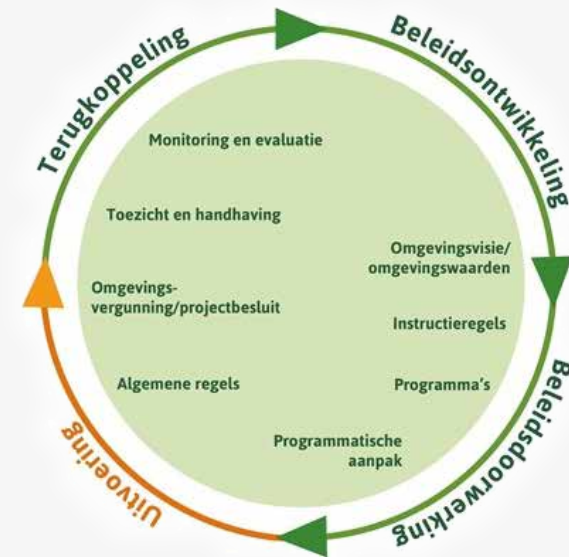 Terugkoppeling
Beleidsontwikkeling
Monitoring en evaluatie
Toezicht en handhaving
Omgevingsvisie/
omgevingswaarden
Omgevings-
vergunning/projectbesluit
Instructieregels
Algemene regels
Programma's
Programmatische
aanpak
Uitvoering
Beleidsdoorwerking